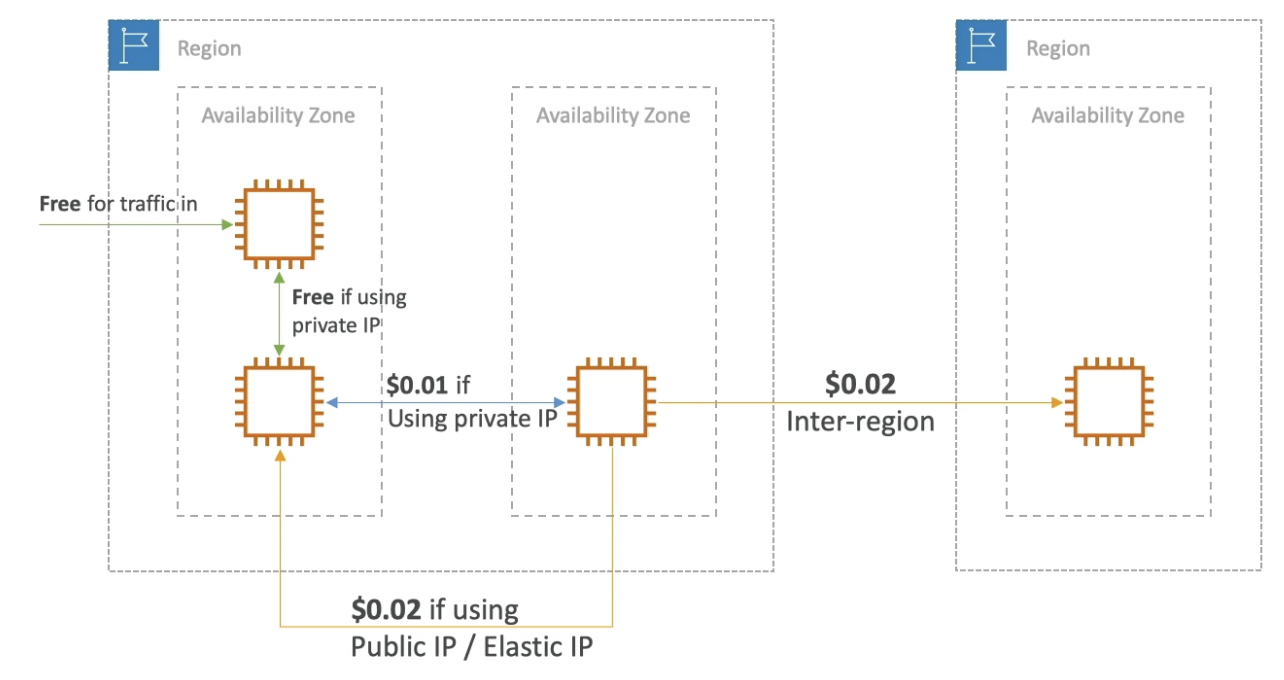 Region
Region
Availability Zone
Availability Zone
Availability Zone
Free for traffic in
Free if using
private IP
$0.01 if
Using private IP
$0.02
Inter-region
$0.02 if using
Public IP / Elastic IP